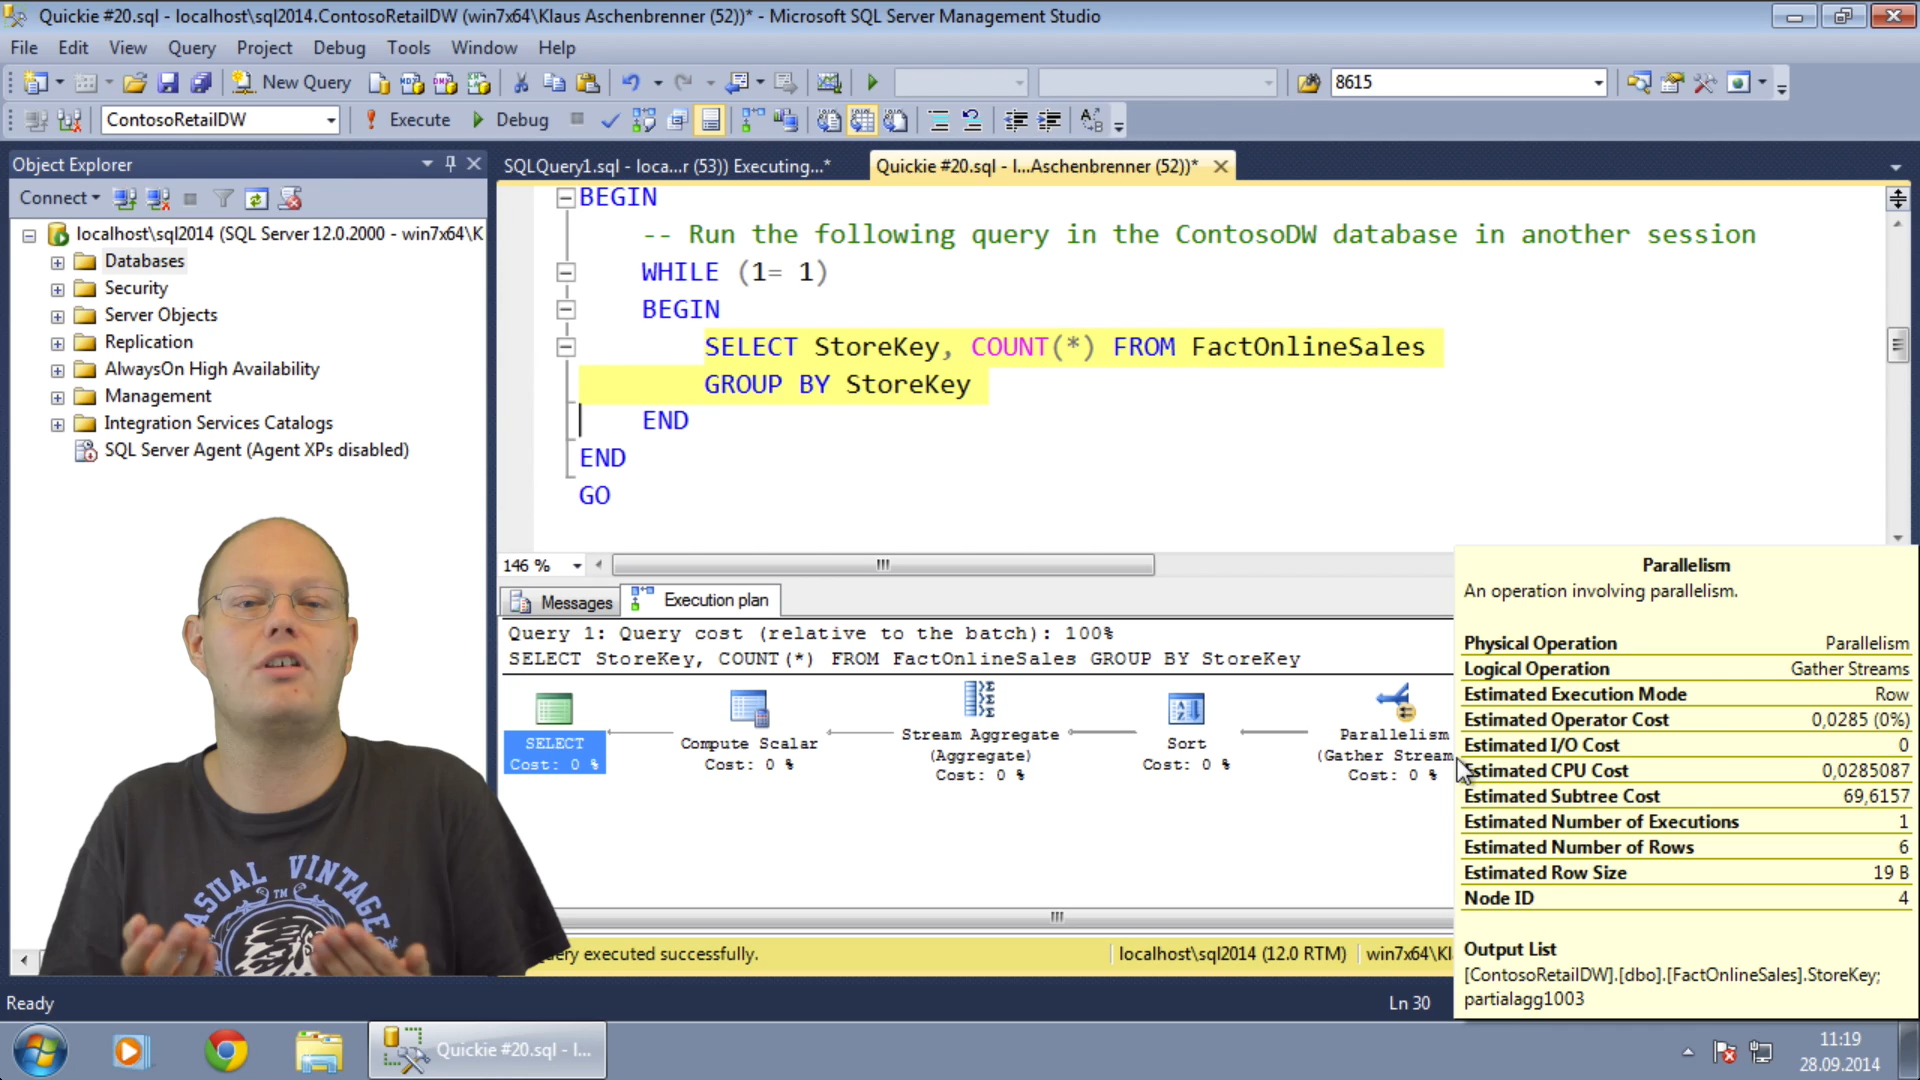 Quickie #20.sql - localhost\sql2014.ContosoRetailDW (win7x64\Klaus Aschenbrenner (52))* - Microsoft SQL Server Management Studio
File Edit View Query Project Debug Tools Window Help
New Query 8615
ContosoRetailDW Execute Debug
Object Explorer
SQLQuery1.sql - loca...r (53)) Executing...* Quickie #20.sql - l...Aschenbrenner (52))*
Connect
localhost\sql2014 (SQL Server 12.0.2000 - win7x64\K
Databases
Security
Server Objects
Replication
AlwaysOn High Availability
Management
Integration Services Catalogs
SQL Server Agent (Agent XPs disabled)
BEGIN
-- Run the following query in the ContosoDW database in another session
WHILE (1= 1)
BEGIN
SELECT StoreKey, COUNT(*) FROM FactOnlineSales
GROUP BY StoreKey
END
END
GO
146 %
Messages Execution plan
Query 1: Query cost (relative to the batch): 100%
SELECT StoreKey, COUNT(*) FROM FactOnlineSales GROUP BY StoreKey
SELECT
Cost: 0 %
Compute Scalar
Cost: 0 %
Stream Aggregate
(Aggregate)
Cost: 0 %
Sort
Cost: 0 %
Parallelism
(Gather Stream
Cost: 0 %
Parallelism
An operation involving parallelism.
Physical Operation Parallelism
Logical Operation Gather Streams
Estimated Execution Mode Row
Estimated Operator Cost 0,0285 (0%)
Estimated I/O Cost 0
Estimated CPU Cost 0,0285087
Estimated Subtree Cost 69,6157
Estimated Number of Executions 1
Estimated Number of Rows 6
Estimated Row Size 19 B
Node ID 4
Output List
[ContosoRetailDW].[dbo].[FactOnlineSales].StoreKey;
partialagg1003
CASUAL VINTAGE
TM
ery executed successfully. localhost\sql2014 (12.0 RTM) win7x64\Kl
Ready Ln 30
Quickie #20.sql - l...
11:19
28.09.2014